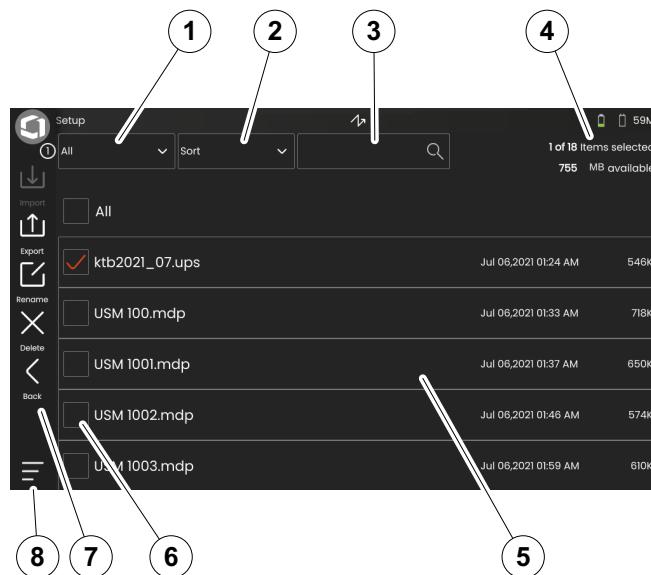 1 2 3 4
Setup 59M
1
All Sort 1 of 18 Items selected
755 MB available
Import
All
Export
ktb2021_07.ups Jul 06,2021 01:24 AM 546K
Rename
USM 100.mdp Jul 06,2021 01:33 AM 718K
Delete
USM 1001.mdp Jul 06,2021 01:37 AM 650K
Back
USM 1002.mdp Jul 06,2021 01:46 AM 574K
USM 1003.mdp Jul 06,2021 01:59 AM 610K
8 7 6 5